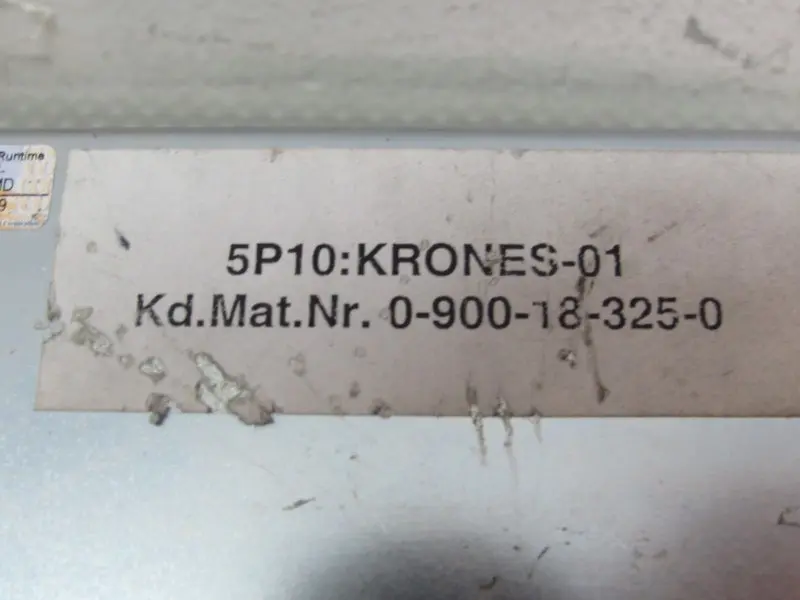 Runtime
5P10:KRONES-01
Kd.Mat.Nr. 0-900-18-325-0